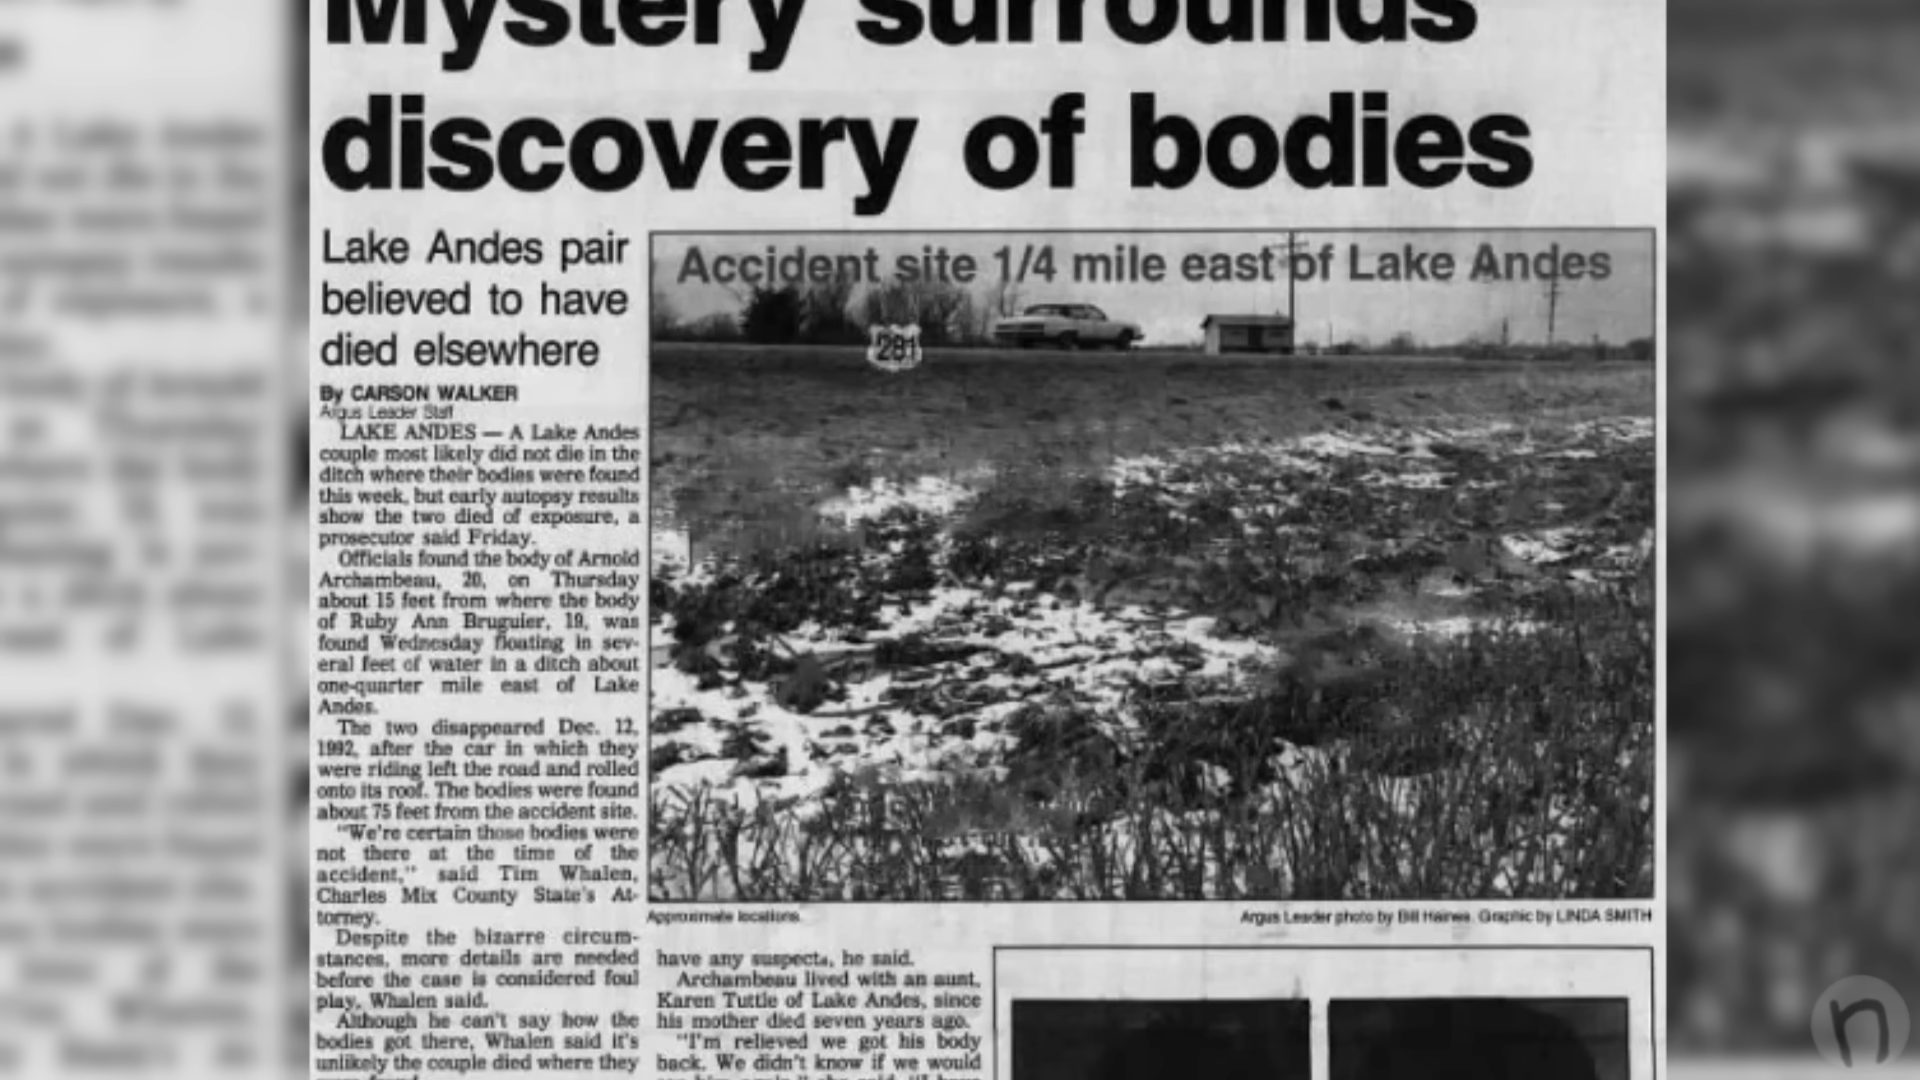 Mystery surrounds
discovery of bodies
Lake Andes pair
believed to have
died elsewhere
By CARSON WALKER
Argus Leader Staff
LAKE ANDES — A Lake Andes
couple most likely did not die in the
ditch where their bodies were found
this week, but early autopsy results
show the two died of exposure, a
prosecutor said Friday.
Officials found the body of Arnold
Archambeau, 20, on Thursday
about 15 feet from where the body
of Ruby Ann Bruguier, 19, was
found Wednesday floating in sev-
eral feet of water in a ditch about
one-quarter mile east of Lake
Andes.
The two disappeared Dec. 12,
1992, after the car in which they
were riding left the road and rolled
onto its roof. The bodies were found
about 75 feet from the accident site.
"We're certain those bodies were
not there at the time of the
accident," said Tim Whalen,
Charles Mix County State's At-
torney.
Despite the bizarre circum-
stances, more details are needed
before the case is considered foul
play, Whalen said.
Although he can't say how the
bodies got there, Whalen said it's
unlikely the couple died where they
Accident site 1/4 mile east of Lake Andes
281
Approximate locations.
Argus Leader photo by Bill Haines. Graphic by LINDA SMITH
have any suspects, he said.
Archambeau lived with an aunt,
Karen Tuttle of Lake Andes, since
his mother died seven years ago.
"I'm relieved we got his body
back. We didn't know if we would
n